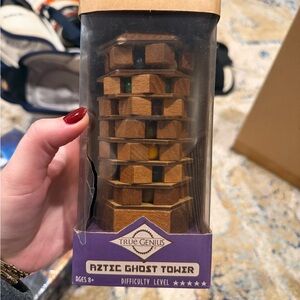 TRUE GENIUS
AZTEC GHOST TOWER
AGES 8+
DIFFICULTY LEVEL ★★★★★